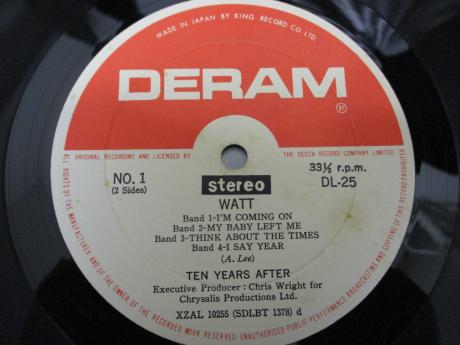 MADE IN JAPAN BY KING RECORD CO. LTD.
DERAM
®
ORIGINAL RECORDING AND LICENSED BY THE DECCA RECORD COMPANY LIMITED
NO. 1
(2 Sides)
stereo
33⅓ r.p.m.
DL-25
WATT
Band 1-I'M COMING ON
Band 2-MY BABY LEFT ME
Band 3-THINK ABOUT THE TIMES
Band 4-I SAY YEAR
(A. Lee)
TEN YEARS AFTER
Executive Producer: Chris Wright for
Chrysalis Productions Ltd.
XZAL 10255 (SDLBT 1378) d
ALL RIGHTS OF THE MANUFACTURER AND OF THE OWNER OF THE RECORDED WORK RESERVED - UNAUTHORISED PUBLIC PERFORMANCE BROADCASTING AND COPYING OF THIS RECORD PROHIBITED